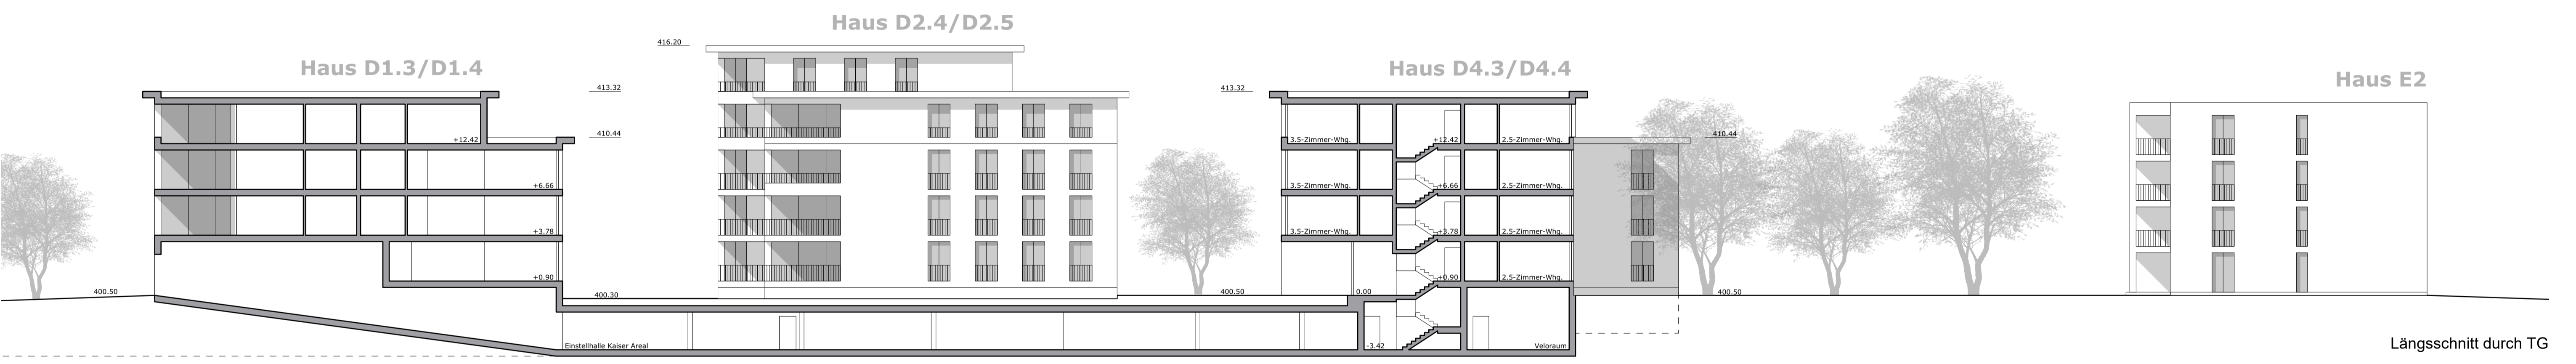 Haus D2.4/D2.5
416.20
Haus D1.3/D1.4
Haus D4.3/D4.4
Haus E2
413.32
413.32
410.44
410.44
+12.42
3.5-Zimmer-Whg.
+12.42
2.5-Zimmer-Whg.
+6.66
3.5-Zimmer-Whg.
+6.66
2.5-Zimmer-Whg.
+3.78
3.5-Zimmer-Whg.
+3.78
2.5-Zimmer-Whg.
+0.90
+0.90
2.5-Zimmer-Whg.
400.50
400.30
400.50
0.00
400.50
Einstellhalle Kaiser Areal
-3.42
Veloraum
Längsschnitt durch TG